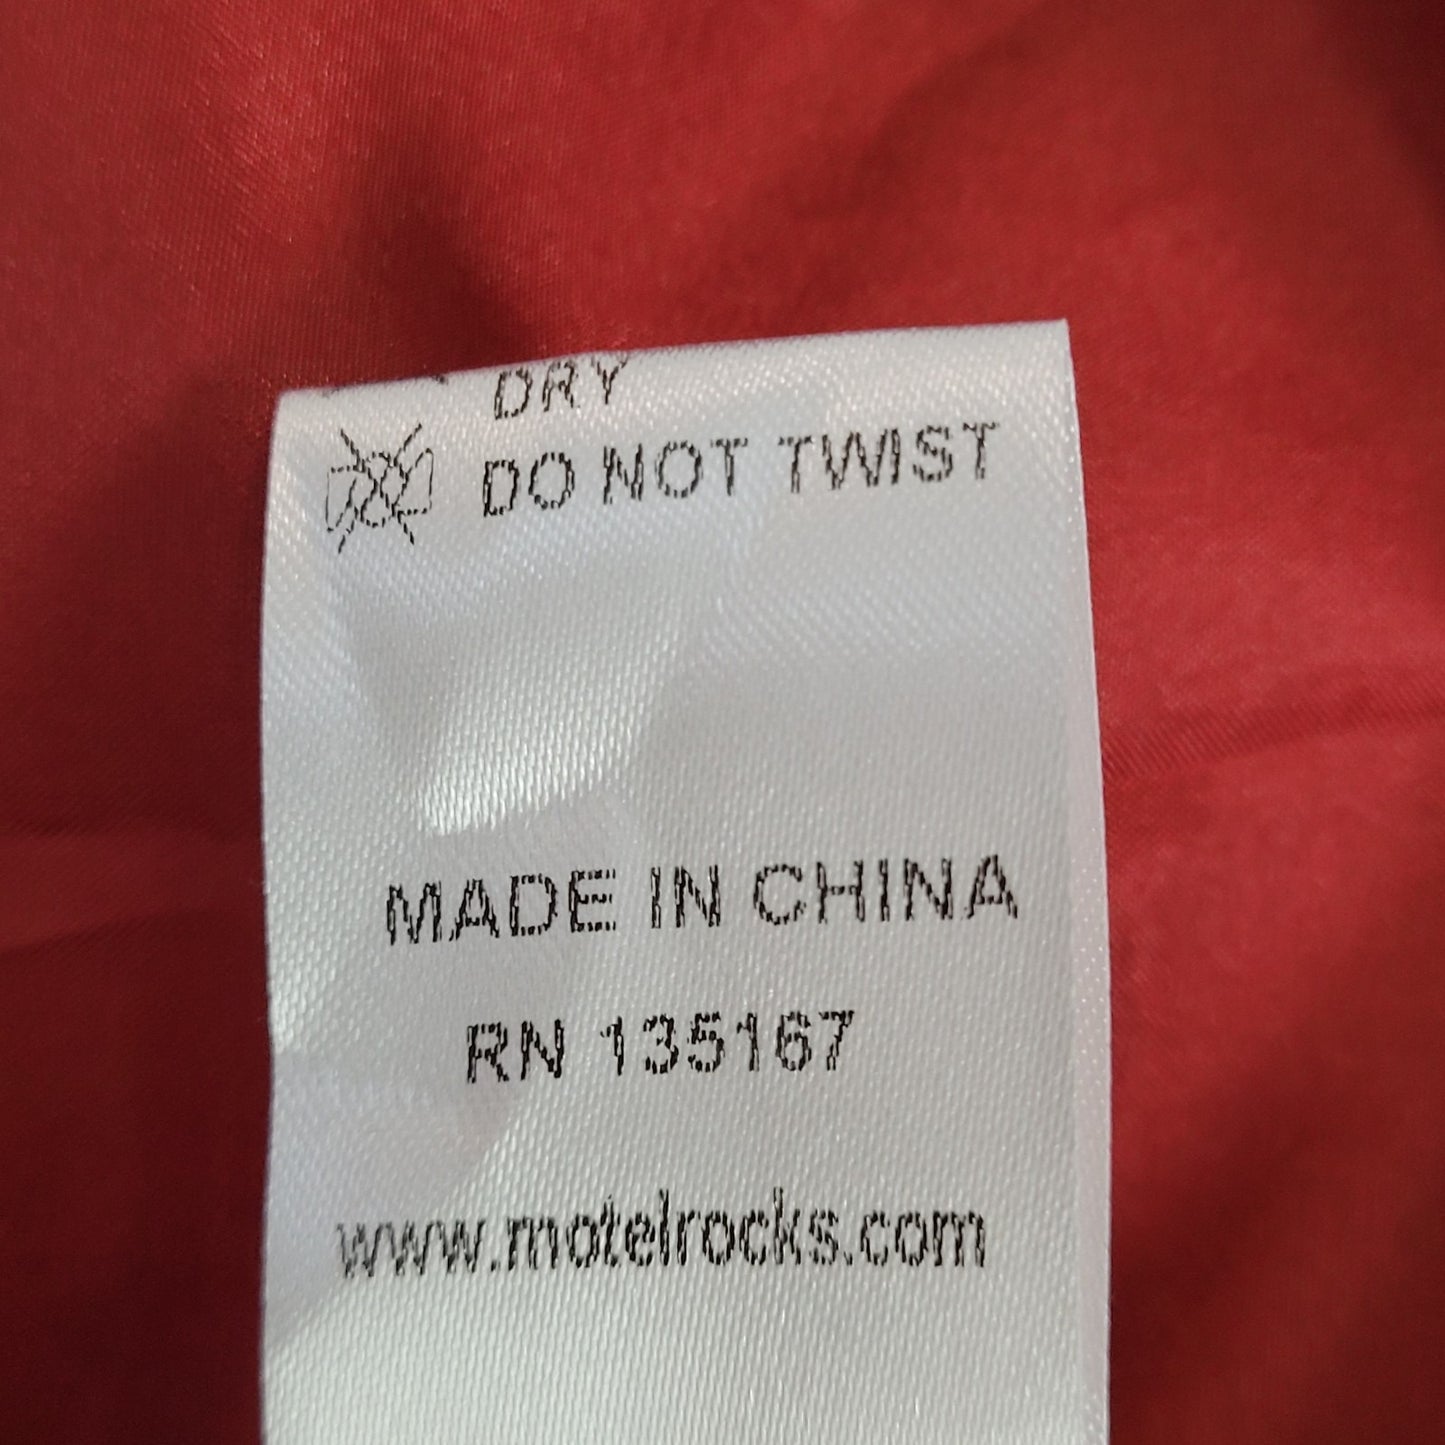 DRY
DO NOT TWIST
MADE IN CHINA
RN 135167
www.motelrocks.com